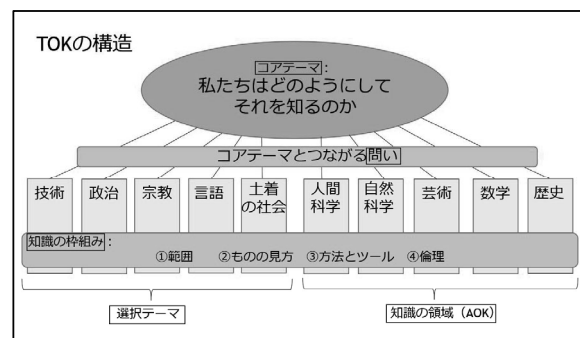 TOKの構造
コアテーマ:
私たちはどのようにして
それを知るのか
コアテーマとつながる問い
技術 政治 宗教 言語 土着の社会 人間科学 自然科学 芸術 数学 歴史
知識の枠組み:
①範囲 ②ものの見方 ③方法とツール ④倫理
選択テーマ
知識の領域(AOK)